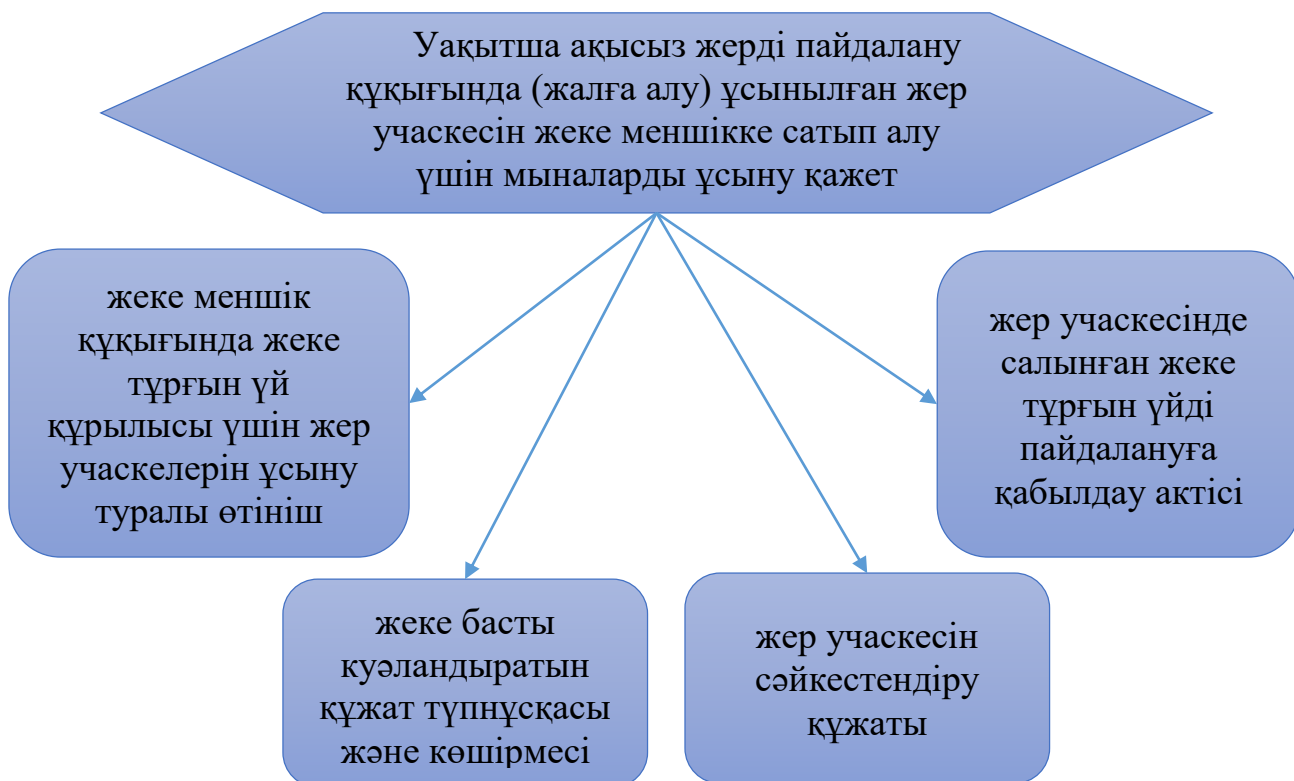 Уақытша ақысыз жерді пайдалану
құқығында (жалға алу) ұсынылған жер
учаскесін жеке меншікке сатып алу
үшін мыналарды ұсыну қажет
жеке меншік
құқығында жеке
тұрғын үй
құрылысы үшін жер
учаскелерін ұсыну
туралы өтініш
жер учаскесінде
салынған жеке
тұрғын үйді
пайдалануға
қабылдау актісі
жеке басты
куәландыратын
құжат түпнұсқасы
және көшірмесі
жер учаскесін
сәйкестендіру
құжаты